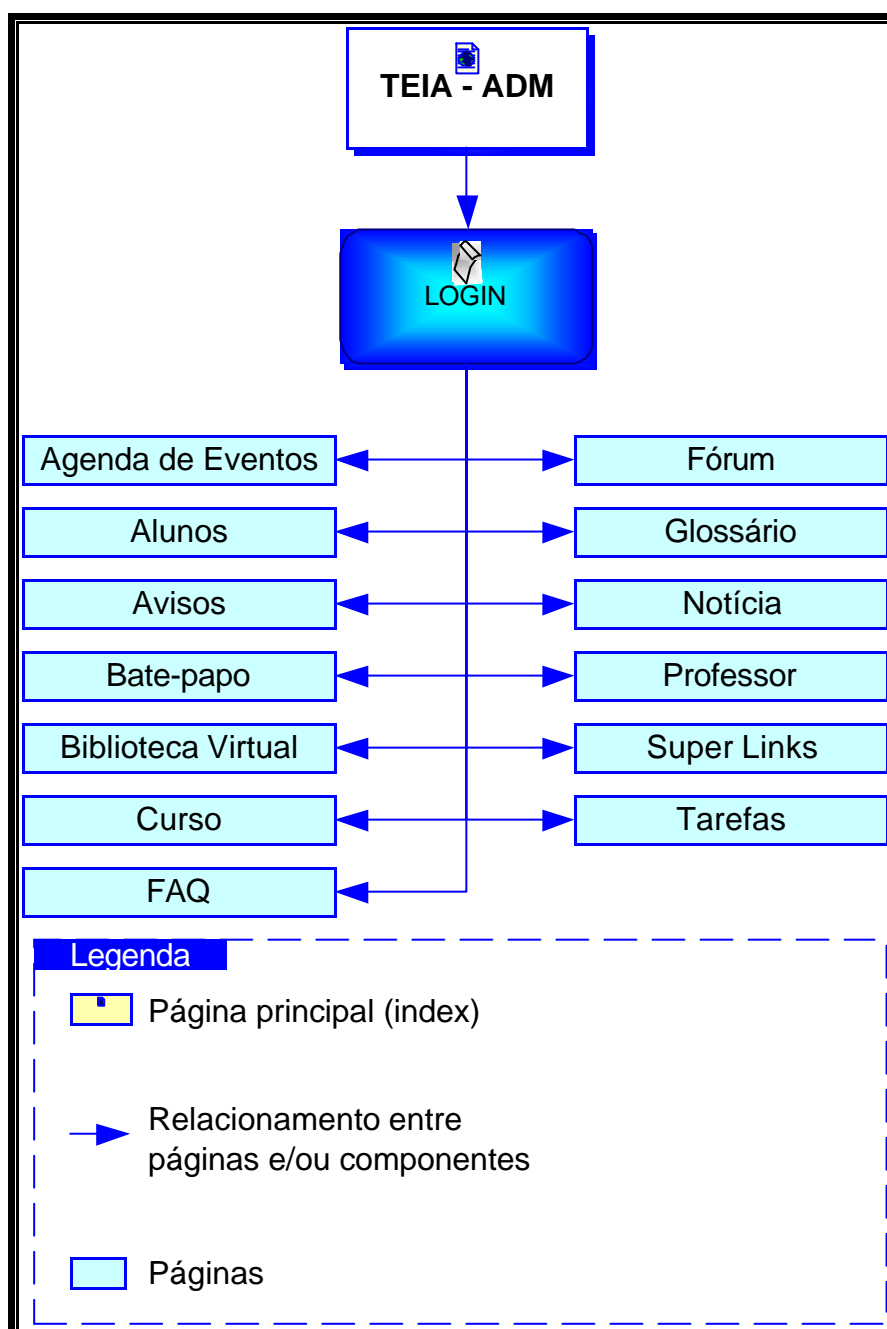 TEIA - ADM
LOGIN
Agenda de Eventos
Fórum
Alunos
Glossário
Avisos
Notícia
Bate-papo
Professor
Biblioteca Virtual
Super Links
Curso
Tarefas
FAQ
Legenda
Página principal (index)
Relacionamento entre
páginas e/ou componentes
Páginas